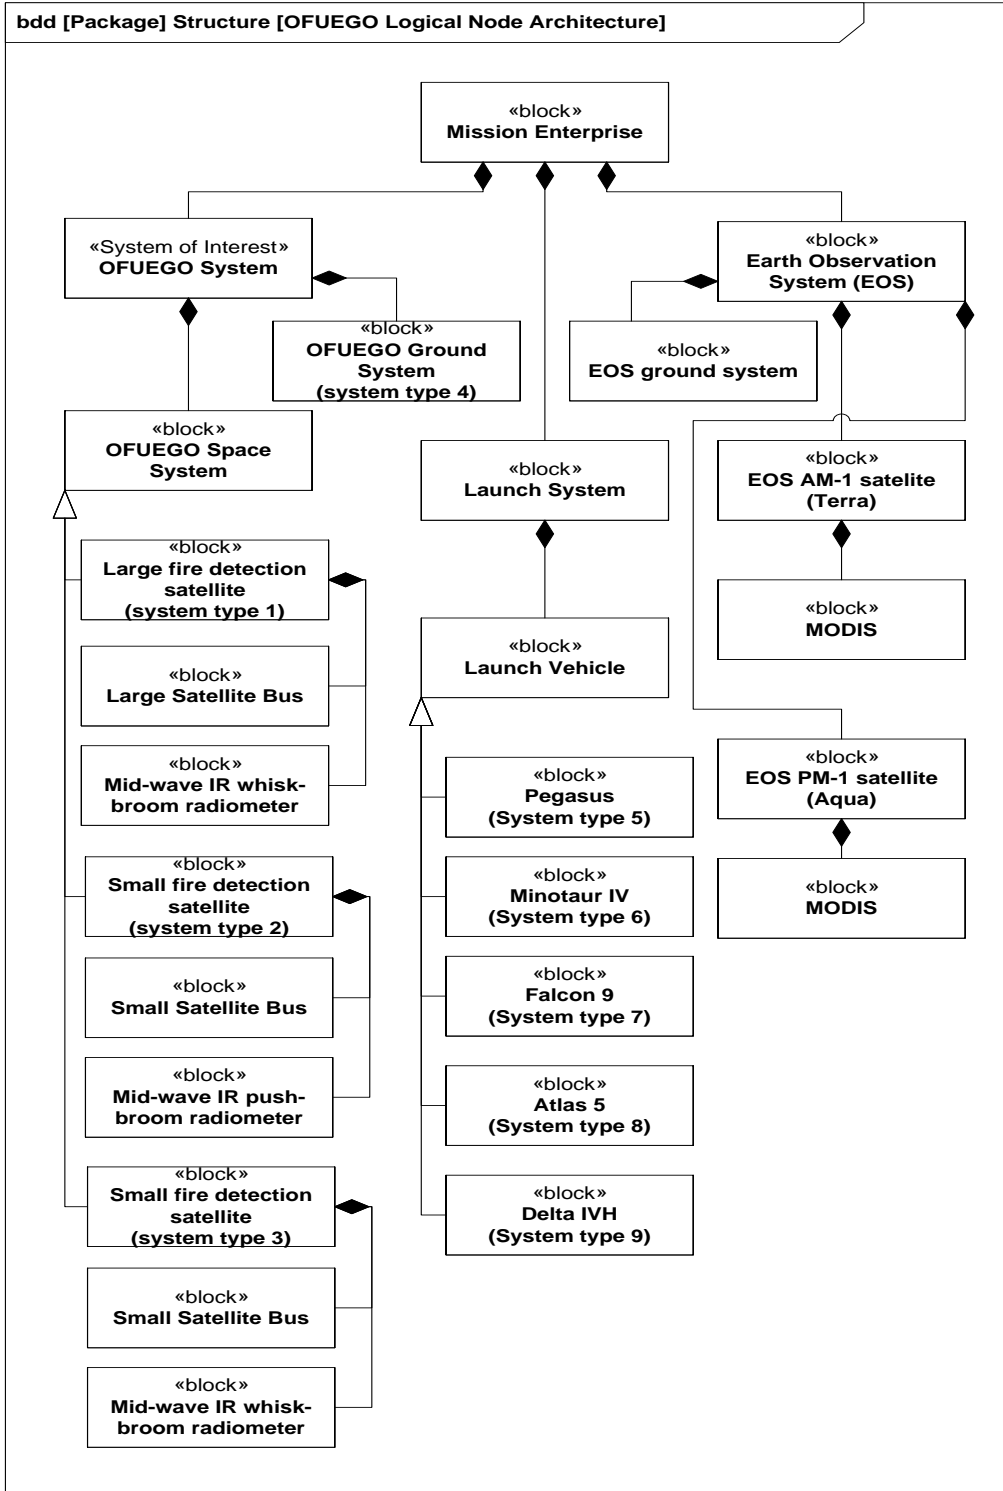 bdd [Package] Structure [OFUEGO Logical Node Architecture]
«block»
Mission Enterprise
«System of Interest»
OFUEGO System
«block»
Earth Observation
System (EOS)
«block»
OFUEGO Ground
System
(system type 4)
«block»
EOS ground system
«block»
OFUEGO Space
System
«block»
Launch System
«block»
EOS AM-1 satelite
(Terra)
«block»
Large fire detection
satellite
(system type 1)
«block»
MODIS
«block»
Launch Vehicle
«block»
Large Satellite Bus
«block»
Mid-wave IR whisk-
broom radiometer
«block»
Pegasus
(System type 5)
«block»
EOS PM-1 satellite
(Aqua)
«block»
Small fire detection
satellite
(system type 2)
«block»
Minotaur IV
(System type 6)
«block»
MODIS
«block»
Small Satellite Bus
«block»
Falcon 9
(System type 7)
«block»
Mid-wave IR push-
broom radiometer
«block»
Atlas 5
(System type 8)
«block»
Small fire detection
satellite
(system type 3)
«block»
Delta IVH
(System type 9)
«block»
Small Satellite Bus
«block»
Mid-wave IR whisk-
broom radiometer